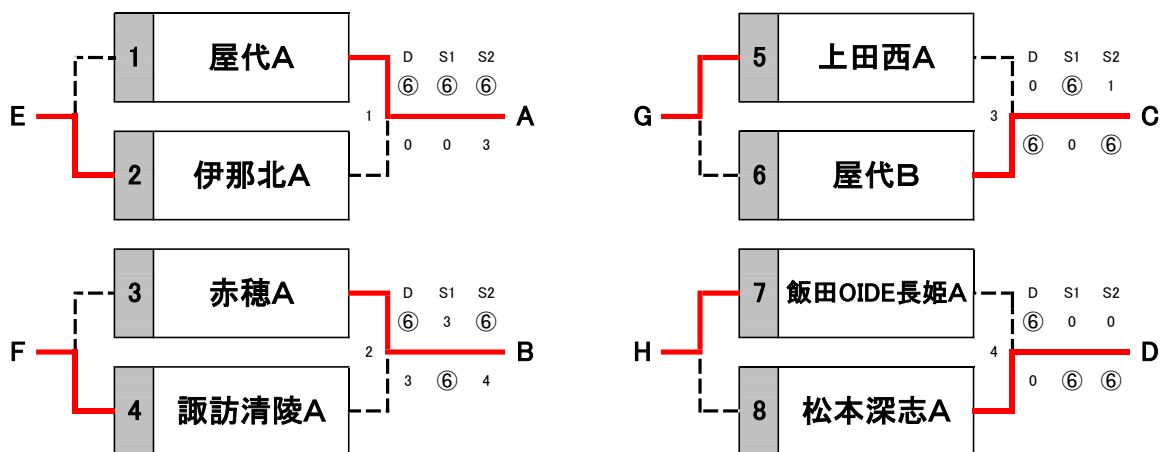 1 屋代A D S1 S2
⑥ ⑥ ⑥
E 1 A
0 0 3
2 伊那北A
3 赤穂A D S1 S2
⑥ 3 ⑥
F 2 B
3 ⑥ 4
4 諏訪清陵A
5 上田西A D S1 S2
0 ⑥ 1
G 3 C
⑥ 0 ⑥
6 屋代B
7 飯田OIDE長姫A D S1 S2
⑥ 0 0
H 4 D
0 ⑥ ⑥
8 松本深志A